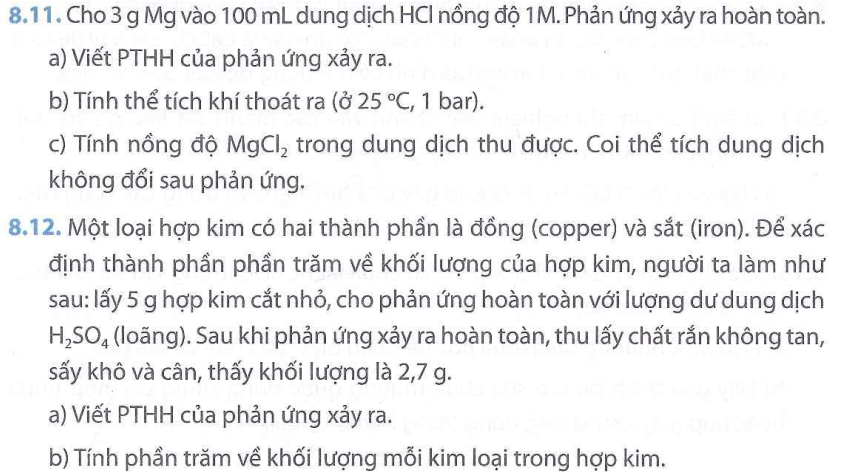 8.11. Cho 3 g Mg vào 100 mL dung dịch HCl nồng độ 1M. Phản ứng xảy ra hoàn toàn.
a) Viết PTHH của phản ứng xảy ra.
b) Tính thể tích khí thoát ra (ở 25 °C, 1 bar).
c) Tính nồng độ MgCl₂ trong dung dịch thu được. Coi thể tích dung dịch
không đổi sau phản ứng.
8.12. Một loại hợp kim có hai thành phần là đồng (copper) và sắt (iron). Để xác
định thành phần phần trăm về khối lượng của hợp kim, người ta làm như
sau: lấy 5 g hợp kim cắt nhỏ, cho phản ứng hoàn toàn với lượng dư dung dịch
H₂SO₄ (loãng). Sau khi phản ứng xảy ra hoàn toàn, thu lấy chất rắn không tan,
sấy khô và cân, thấy khối lượng là 2,7 g.
a) Viết PTHH của phản ứng xảy ra.
b) Tính phần trăm về khối lượng mỗi kim loại trong hợp kim.